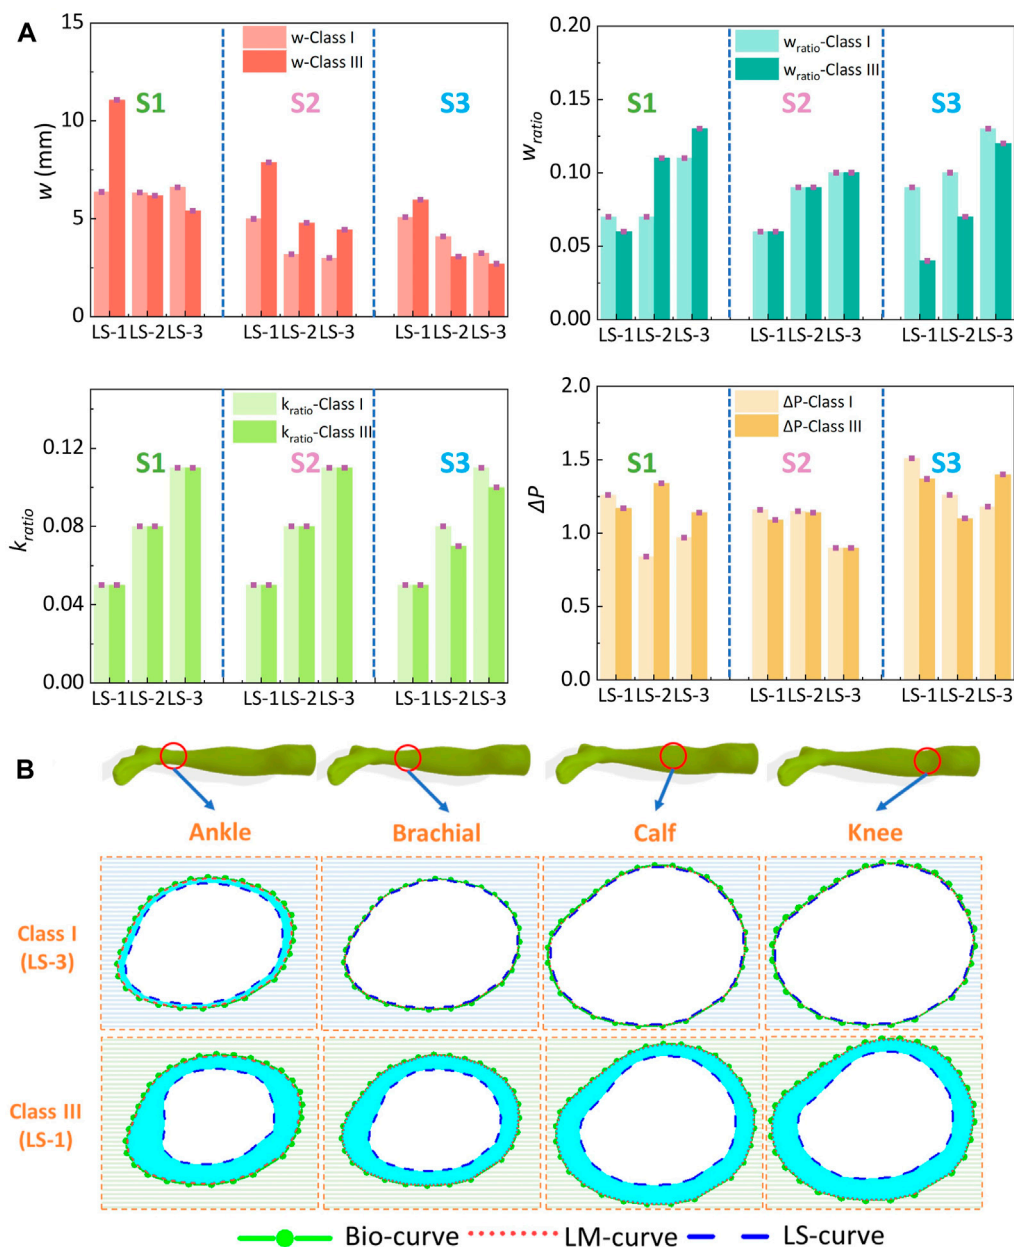 A
15
10
5
0
w (mm)
w-Class I
w-Class III
S1
S2
S3
LS-1 LS-2 LS-3
LS-1 LS-2 LS-3
LS-1 LS-2 LS-3
0.20
0.15
0.10
0.05
0.00
w_ratio
w_ratio-Class I
w_ratio-Class III
S1
S2
S3
LS-1 LS-2 LS-3
LS-1 LS-2 LS-3
LS-1 LS-2 LS-3
0.12
0.08
0.04
0.00
k_ratio
k_ratio-Class I
k_ratio-Class III
S1
S2
S3
LS-1 LS-2 LS-3
LS-1 LS-2 LS-3
LS-1 LS-2 LS-3
2.0
1.5
1.0
0.5
0.0
ΔP
ΔP-Class I
ΔP-Class III
S1
S2
S3
LS-1 LS-2 LS-3
LS-1 LS-2 LS-3
LS-1 LS-2 LS-3
B
Ankle
Brachial
Calf
Knee
Class I
(LS-3)
Class III
(LS-1)
Bio-curve
LM-curve
LS-curve